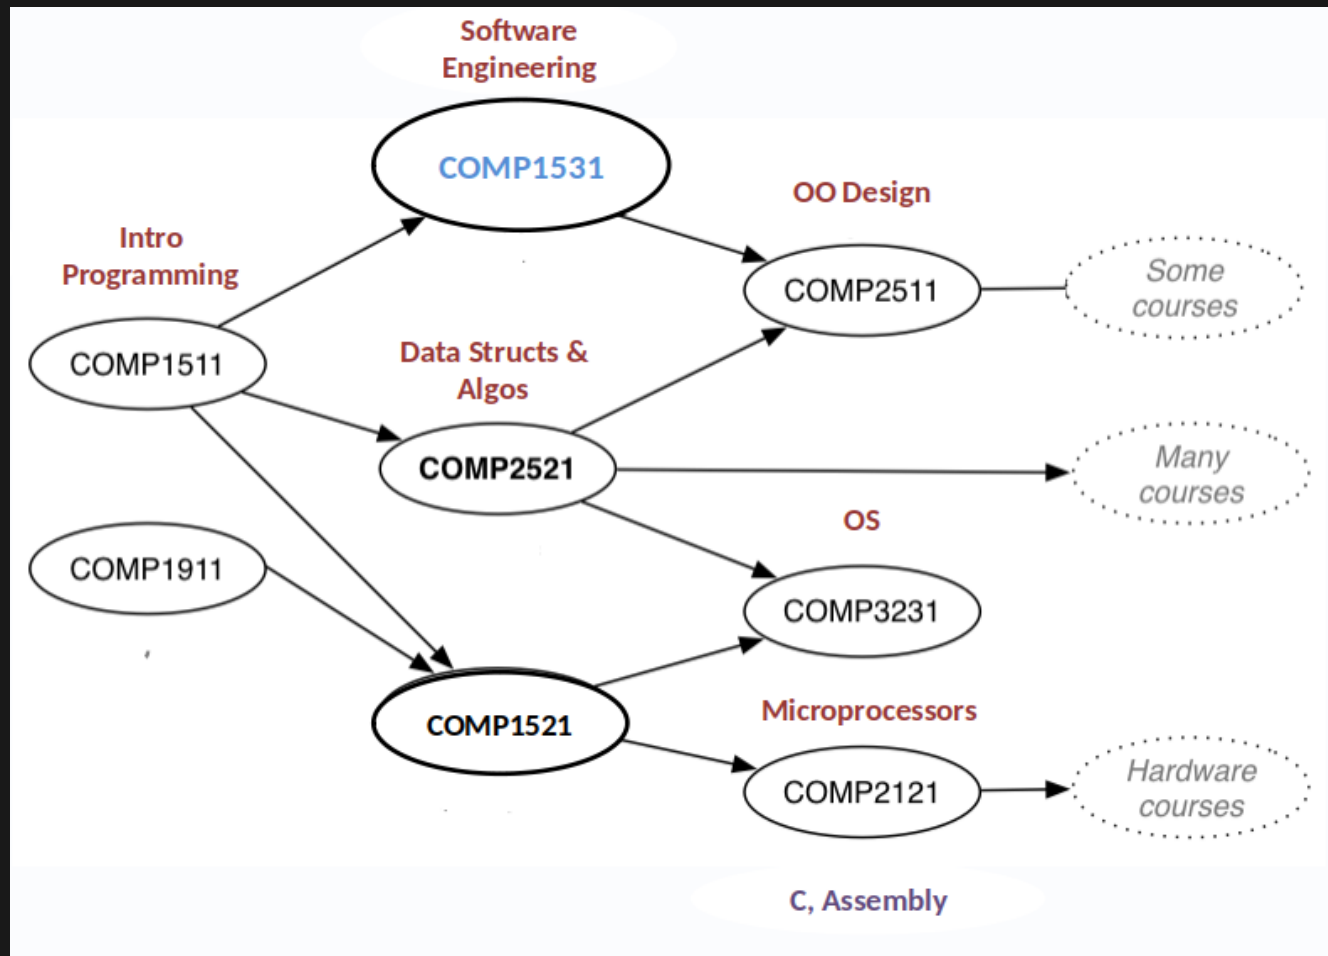 Software
Engineering
COMP1531
OO Design
Intro
Programming
COMP2511
Some
courses
COMP1511
Data Structs &
Algos
COMP2521
Many
courses
OS
COMP1911
COMP3231
COMP1521
Microprocessors
COMP2121
Hardware
courses
C, Assembly